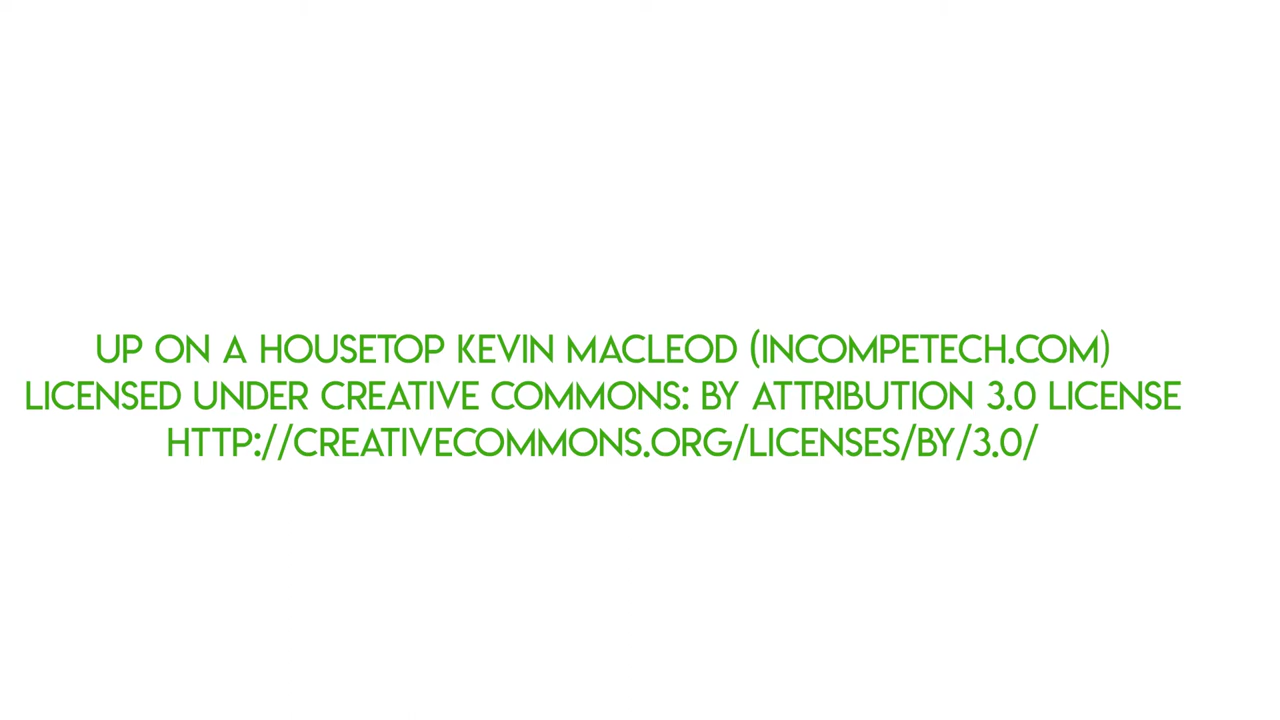 UP ON A HOUSETOP KEVIN MACLEOD (INCOMPETECH.COM)
LICENSED UNDER CREATIVE COMMONS: BY ATTRIBUTION 3.0 LICENSE
HTTP://CREATIVECOMMONS.ORG/LICENSES/BY/3.0/